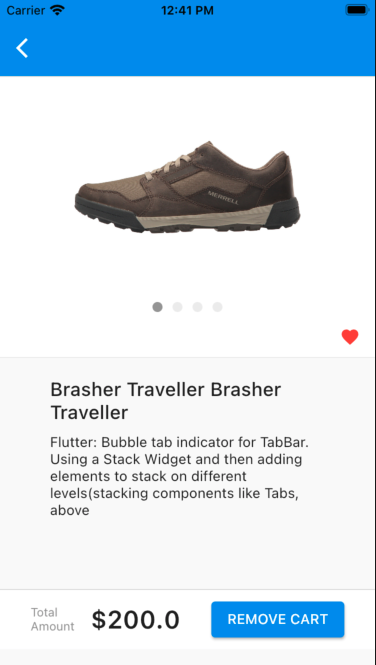 Carrier 12:41 PM
MERRELL
Brasher Traveller Brasher
Traveller
Flutter: Bubble tab indicator for TabBar.
Using a Stack Widget and then adding
elements to stack on different
levels(stacking components like Tabs,
above
Total
Amount
$200.0
REMOVE CART